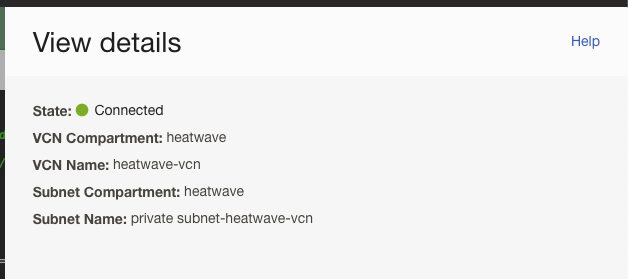 View details
Help
State: Connected
VCN Compartment: heatwave
VCN Name: heatwave-vcn
Subnet Compartment: heatwave
Subnet Name: private subnet-heatwave-vcn